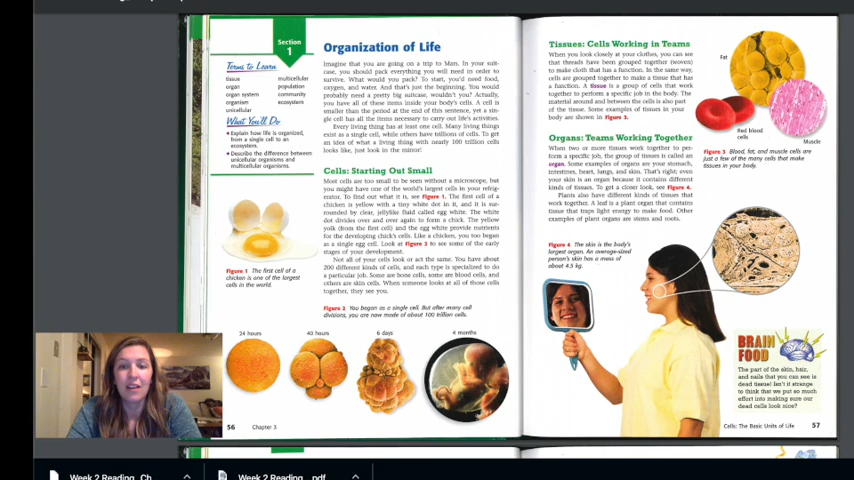 Section
1
Terms to Learn
tissue
organ
organ system
organism
unicellular
multicellular
population
community
ecosystem
What You'll Do
Explain how life is organized,
from a single cell to an
ecosystem.
Describe the difference between
unicellular organisms and
multicellular organisms.
Organization of Life
Imagine that you are going on a trip to Mars. In your suit-
case, you should pack everything you will need in order to
survive. What would you pack? To start, you'd need food,
oxygen, and water. And that's just the beginning. You would
probably need a pretty big suitcase, wouldn't you? Actually,
you have all of these items inside your body's cells. A cell is
smaller than the period at the end of this sentence, yet a sin-
gle cell has all the items necessary to carry out life's activities.
Every living thing has at least one cell. Many living things
exist as a single cell, while others have trillions of cells. To get
an idea of what a living thing with nearly 100 trillion cells
looks like, just look in the mirror!
Cells: Starting Out Small
Most cells are too small to be seen without a microscope, but
you might have one of the world's largest cells in your refrig-
erator. To find out what it is, see Figure 1. The first cell of a
chicken is yellow with a tiny white dot in it, and it is sur-
rounded by clear, jellylike fluid called egg white. The white
dot divides over and over again to form a chick. The yellow
yolk (from the first cell) and the egg white provide nutrients
for the developing chick's cells. Like a chicken, you too began
as a single egg cell. Look at Figure 2 to see some of the early
stages of your development.
Not all of your cells look or act the same. You have about
200 different kinds of cells, and each type is specialized to do
a particular job. Some are bone cells, some are blood cells, and
others are skin cells. When someone looks at all of those cells
together, they see you.
Figure 1 The first cell of a
chicken is one of the largest
cells in the world.
Figure 2 You began as a single cell. But after many cell
divisions, you are now made of about 100 trillion cells.
24 hours
40 hours
6 days
4 months
56 Chapter 3
Tissues: Cells Working in Teams
When you look closely at your clothes, you can see
that threads have been grouped together (woven)
to make cloth that has a function. In the same way,
cells are grouped together to make a tissue that has
a function. A tissue is a group of cells that work
together to perform a specific job in the body. The
material around and between the cells is also part
of the tissue. Some examples of tissues in your
body are shown in Figure 3.
Organs: Teams Working Together
When two or more tissues work together to per-
form a specific job, the group of tissues is called an
organ. Some examples of organs are your stomach,
intestines, heart, lungs, and skin. That's right; even
your skin is an organ because it contains different
kinds of tissues. To get a closer look, see Figure 4.
Plants also have different kinds of tissues that
work together. A leaf is a plant organ that contains
tissue that traps light energy to make food. Other
examples of plant organs are stems and roots.
Fat
Red blood
cells
Muscle
Figure 3 Blood, fat, and muscle cells are
just a few of the many cells that make
tissues in your body.
Figure 4 The skin is the body's
largest organ. An average-sized
person's skin has a mass of
about 4.5 kg.
BRAIN
FOOD
The part of the skin, hair,
and nails that you can see is
dead tissue! Isn't it strange
to think that we put so much
effort into making sure our
dead cells look nice?
Cells: The Basic Units of Life 57
Week 2 Reading_ Ch
Week 2 Reading_.pdf